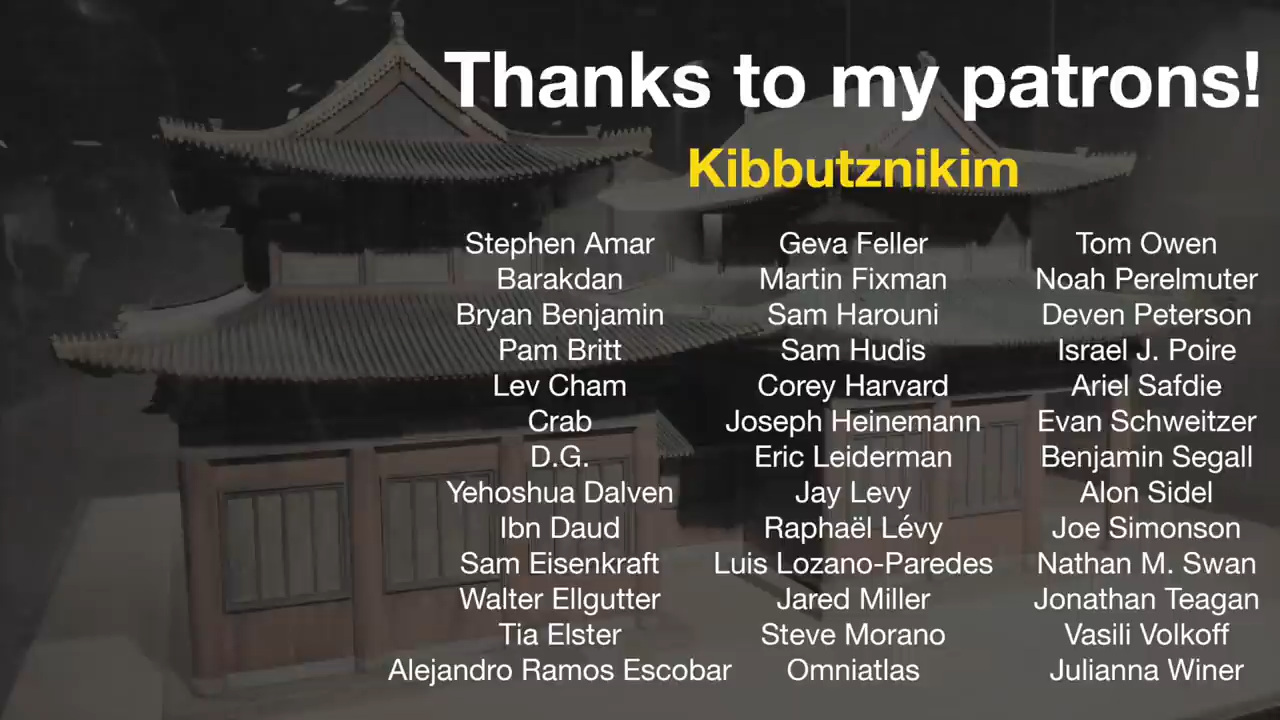 Thanks to my patrons!
Kibbutznikim
Stephen Amar
Barakdan
Bryan Benjamin
Pam Britt
Lev Cham
Crab
D.G.
Yehoshua Dalven
Ibn Daud
Sam Eisenkraft
Walter Ellgutter
Tia Elster
Alejandro Ramos Escobar
Geva Feller
Martin Fixman
Sam Harouni
Sam Hudis
Corey Harvard
Joseph Heinemann
Eric Leiderman
Jay Levy
Raphaël Lévy
Luis Lozano-Paredes
Jared Miller
Steve Morano
Omniatlas
Tom Owen
Noah Perelmuter
Deven Peterson
Israel J. Poire
Ariel Safdie
Evan Schweitzer
Benjamin Segall
Alon Sidel
Joe Simonson
Nathan M. Swan
Jonathan Teagan
Vasili Volkoff
Julianna Winer